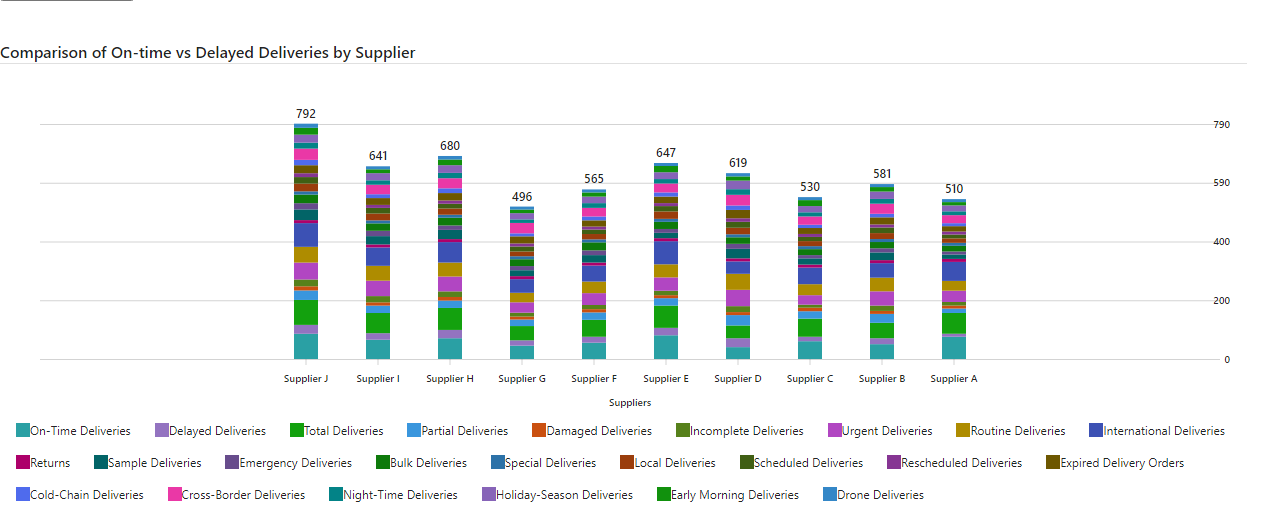 Comparison of On-time vs Delayed Deliveries by Supplier
792
641
680
496
565
647
619
530
581
510
790
590
400
200
0
Supplier J Supplier I Supplier H Supplier G Supplier F Supplier E Supplier D Supplier C Supplier B Supplier A
Suppliers
On-Time Deliveries Delayed Deliveries Total Deliveries Partial Deliveries Damaged Deliveries Incomplete Deliveries Urgent Deliveries Routine Deliveries International Deliveries
Returns Sample Deliveries Emergency Deliveries Bulk Deliveries Special Deliveries Local Deliveries Scheduled Deliveries Rescheduled Deliveries Expired Delivery Orders
Cold-Chain Deliveries Cross-Border Deliveries Night-Time Deliveries Holiday-Season Deliveries Early Morning Deliveries Drone Deliveries